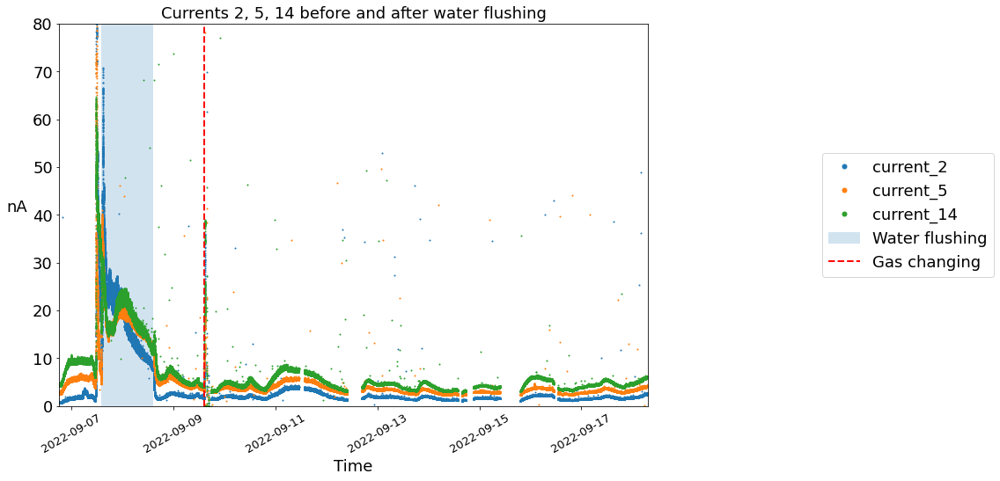 Currents 2, 5, 14 before and after water flushing
80
70
60
50
40
30
20
10
0
nA
2022-09-07
2022-09-09
2022-09-11
2022-09-13
2022-09-15
2022-09-17
Time
current_2
current_5
current_14
Water flushing
Gas changing